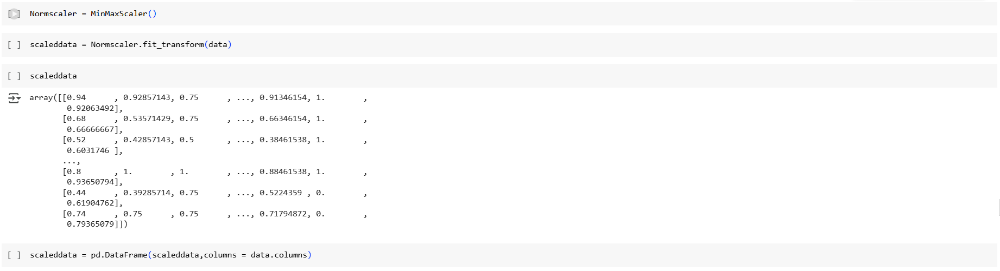 Normscaler = MinMaxScaler()
[ ] scaleddata = Normscaler.fit_transform(data)
[ ] scaleddata
array([[0.94      , 0.92857143, 0.75      , ..., 0.91346154, 1.        ,
        0.92063492],
       [0.68      , 0.53571429, 0.75      , ..., 0.66346154, 1.        ,
        0.66666667],
       [0.52      , 0.42857143, 0.5       , ..., 0.38461538, 1.        ,
        0.6031746 ],
       ...,
       [0.8       , 1.        , 1.        , ..., 0.88461538, 1.        ,
        0.93650794],
       [0.44      , 0.39285714, 0.75      , ..., 0.5224359 , 0.        ,
        0.61904762],
       [0.74      , 0.75      , 0.75      , ..., 0.71794872, 0.        ,
        0.79365079]])
[ ] scaleddata = pd.DataFrame(scaleddata,columns = data.columns)